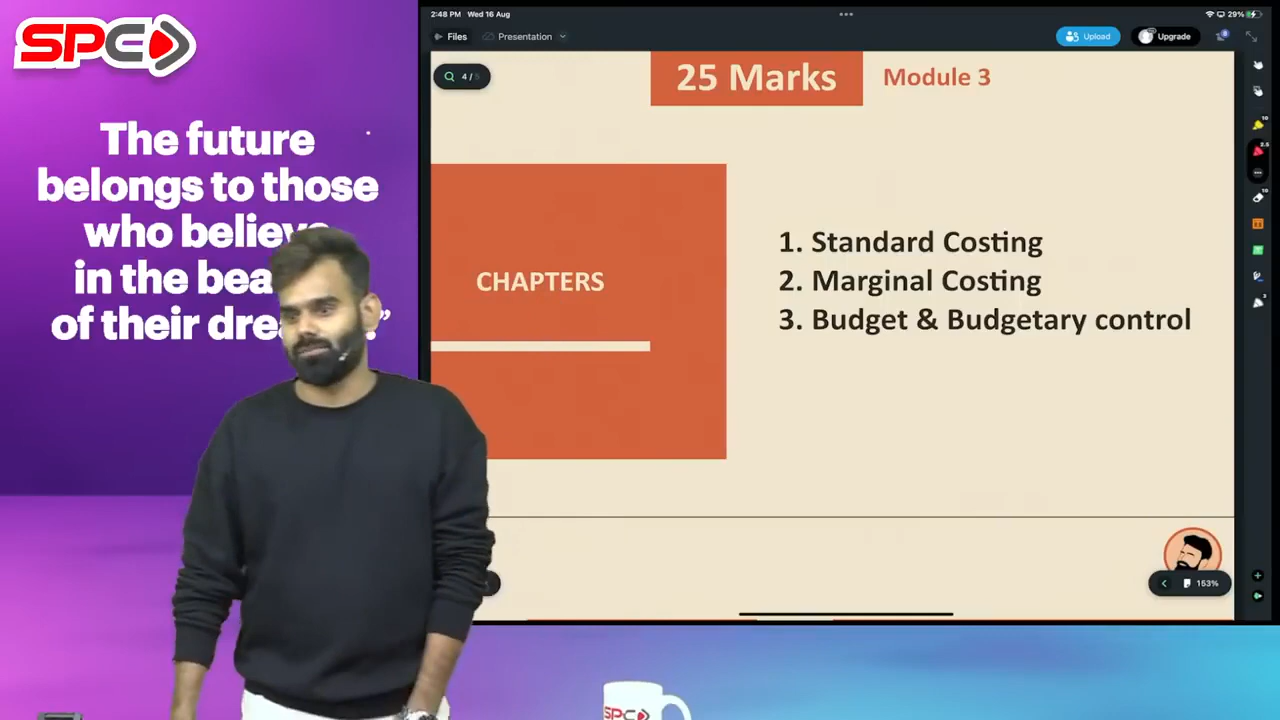 SPC
The future
belongs to those
who believe
in the bea
of their drea
.”
2:48 PM Wed 16 Aug
29%
Files
Presentation
Upload
Upgrade
4 /
25 Marks
Module 3
CHAPTERS
1. Standard Costing
2. Marginal Costing
3. Budget & Budgetary control
153%
SPC